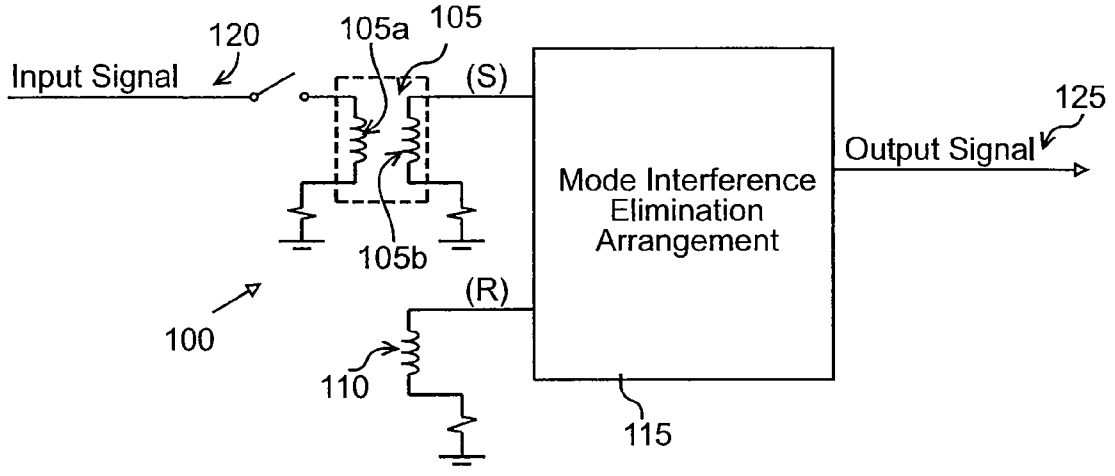 105a
105
120
Input Signal
(S)
125
Output Signal
Mode Interference
Elimination
Arrangement
105b
(R)
100
110
115